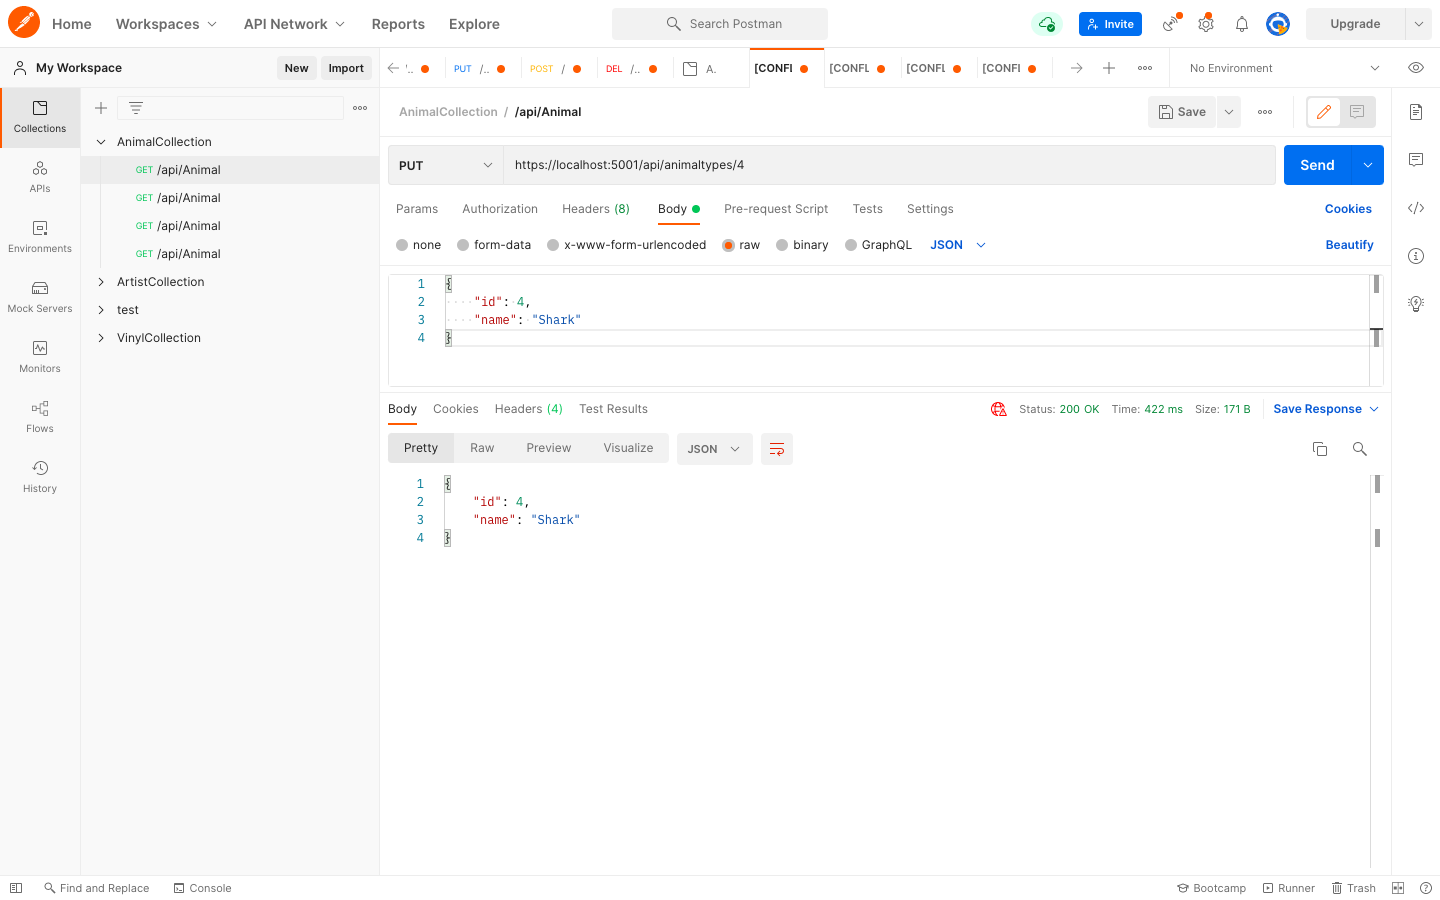 Home Workspaces API Network Reports Explore Search Postman Invite Upgrade
My Workspace New Import '.. PUT /.. POST / DEL /.. A. [CONFI [CONFL [CONFL [CONFI No Environment
AnimalCollection / /api/Animal Save
Collections
AnimalCollection
GET /api/Animal
GET /api/Animal
GET /api/Animal
GET /api/Animal
ArtistCollection
test
VinylCollection
APIs
Environments
Mock Servers
Monitors
Flows
History
PUT https://localhost:5001/api/animaltypes/4 Send
Params Authorization Headers (8) Body Pre-request Script Tests Settings Cookies
none form-data x-www-form-urlencoded raw binary GraphQL JSON Beautify
1 {
2 "id": 4,
3 "name": "Shark"
4 }
Body Cookies Headers (4) Test Results Status: 200 OK Time: 422 ms Size: 171 B Save Response
Pretty Raw Preview Visualize JSON
1 {
2 "id": 4,
3 "name": "Shark"
4 }
Find and Replace Console Bootcamp Runner Trash